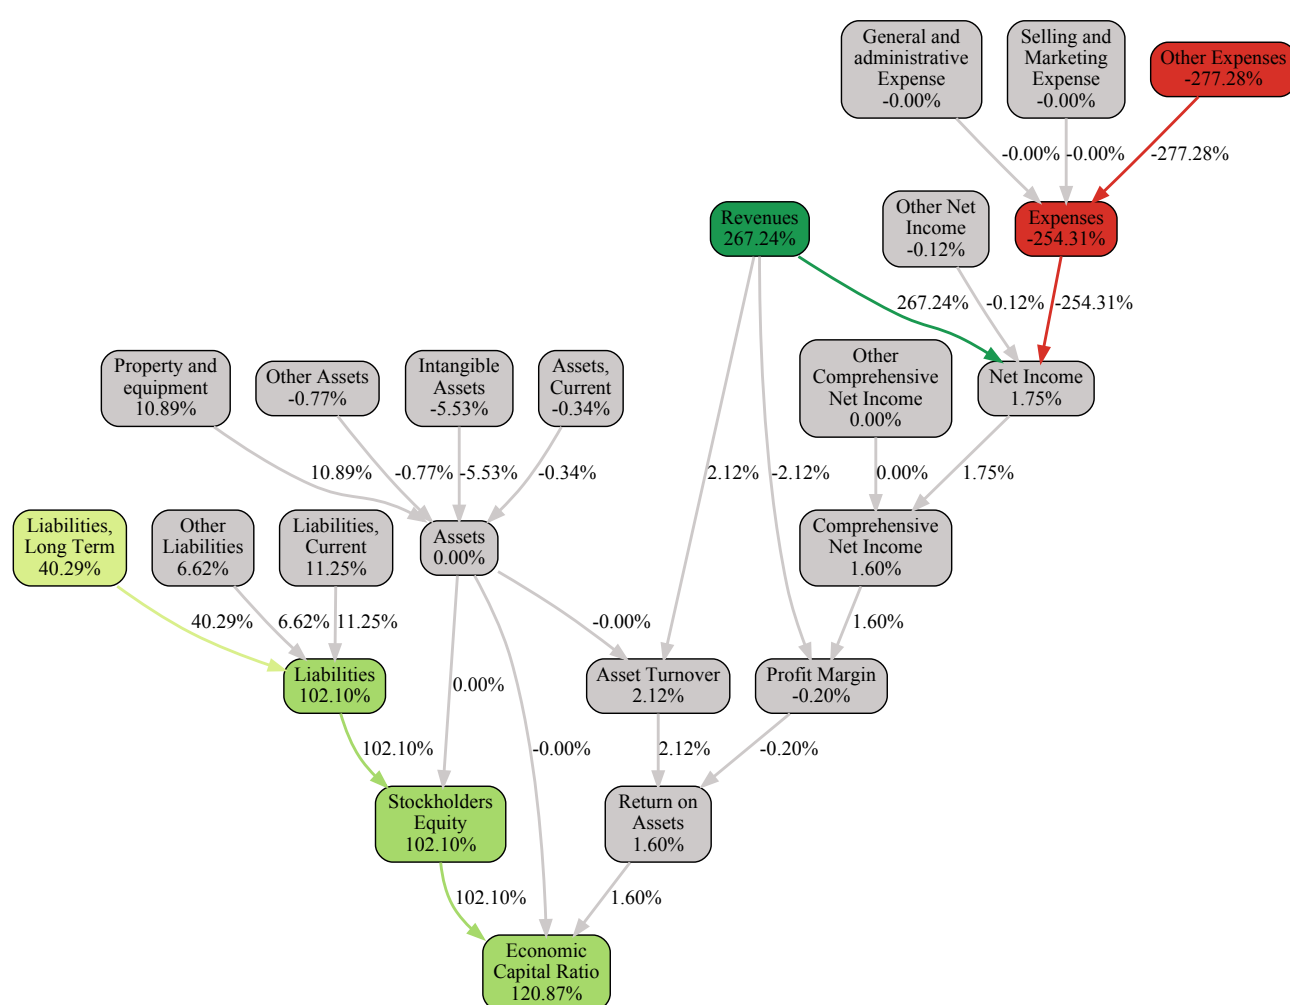 General and
administrative
Expense
-0.00%
Selling and
Marketing
Expense
-0.00%
Other Expenses
-277.28%
-0.00%
-0.00%
-277.28%
Revenues
267.24%
Other Net
Income
-0.12%
Expenses
-254.31%
267.24%
-0.12%
-254.31%
Property and
equipment
10.89%
Other Assets
-0.77%
Intangible
Assets
-5.53%
Assets,
Current
-0.34%
Other
Comprehensive
Net Income
0.00%
Net Income
1.75%
10.89%
-0.77%
-5.53%
-0.34%
2.12%
-2.12%
0.00%
1.75%
Liabilities,
Long Term
40.29%
Other
Liabilities
6.62%
Liabilities,
Current
11.25%
Assets
0.00%
Comprehensive
Net Income
1.60%
40.29%
6.62%
11.25%
-0.00%
1.60%
Liabilities
102.10%
0.00%
Asset Turnover
2.12%
Profit Margin
-0.20%
102.10%
-0.00%
2.12%
-0.20%
Stockholders
Equity
102.10%
Return on
Assets
1.60%
102.10%
1.60%
Economic
Capital Ratio
120.87%